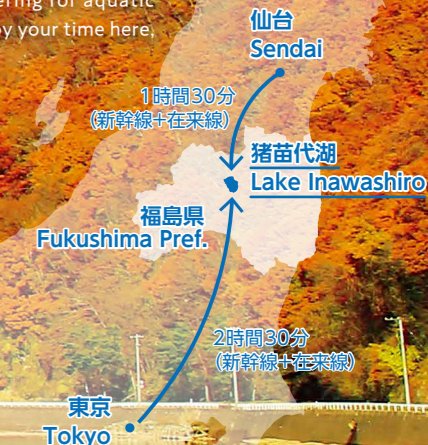 ering for aquatic
y your time here,
仙台
Sendai
1時間30分
(新幹線+在来線)
猪苗代湖
Lake Inawashiro
福島県
Fukushima Pref.
2時間30分
(新幹線+在来線)
東京
Tokyo